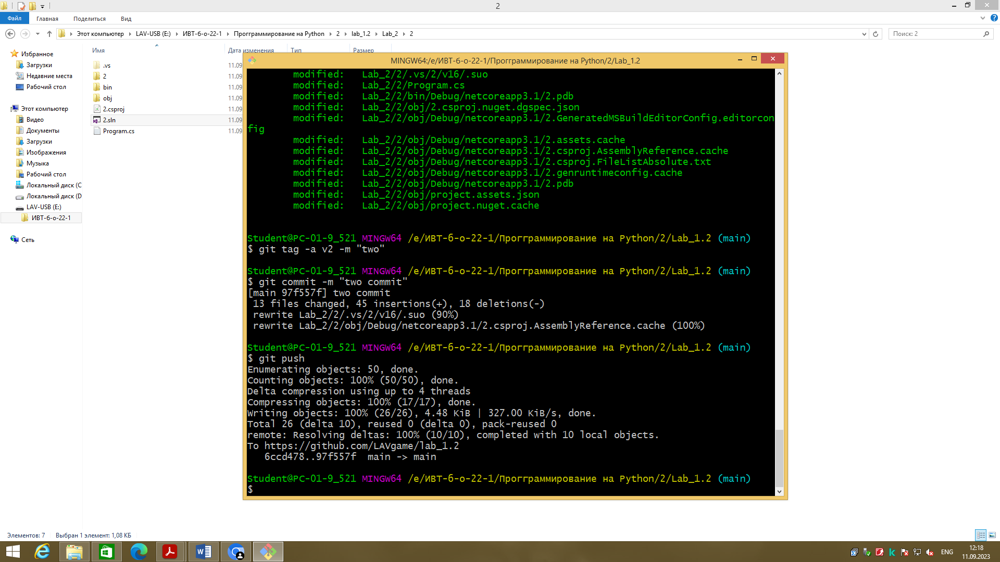 2
Файл
Главная
Поделиться
Вид
Этот компьютер
LAV-USB (E:)
ИВТ-6-о-22-1
Прогграммирование на Python
2
lab_1.2
Lab_2
2
Поиск: 2
Имя
Дата изменения
Тип
Размер
Избранное
Загрузки
Недавние места
Рабочий стол
Этот компьютер
Видео
Документы
Загрузки
Изображения
Музыка
Рабочий стол
Локальный диск (C
Локальный диск (D
LAV-USB (E:)
ИВТ-6-о-22-1
Сеть
.vs
11.09
2
11.09
bin
11.09
obj
11.09
2.csproj
11.09
2.sln
11.09
Program.cs
11.09
MINGW64:/e/ИВТ-6-о-22-1/Прогграммирование на Python/2/Lab_1.2
modified: Lab_2/2/.vs/2/v16/.suo
modified: Lab_2/2/Program.cs
modified: Lab_2/2/bin/Debug/netcoreapp3.1/2.pdb
modified: Lab_2/2/obj/2.csproj.nuget.dgspec.json
modified: Lab_2/2/obj/Debug/netcoreapp3.1/2.GeneratedMSBuildEditorConfig.editorcon
fig
modified: Lab_2/2/obj/Debug/netcoreapp3.1/2.assets.cache
modified: Lab_2/2/obj/Debug/netcoreapp3.1/2.csproj.AssemblyReference.cache
modified: Lab_2/2/obj/Debug/netcoreapp3.1/2.csproj.FileListAbsolute.txt
modified: Lab_2/2/obj/Debug/netcoreapp3.1/2.genruntimeconfig.cache
modified: Lab_2/2/obj/Debug/netcoreapp3.1/2.pdb
modified: Lab_2/2/obj/project.assets.json
modified: Lab_2/2/obj/project.nuget.cache
Student@PC-01-9_521 MINGW64 /e/ИВТ-6-о-22-1/Прогграммирование на Python/2/Lab_1.2 (main)
$ git tag -a v2 -m "two"
Student@PC-01-9_521 MINGW64 /e/ИВТ-6-о-22-1/Прогграммирование на Python/2/Lab_1.2 (main)
$ git commit -m "two commit"
[main 97f557f] two commit
13 files changed, 45 insertions(+), 18 deletions(-)
rewrite Lab_2/2/.vs/2/v16/.suo (90%)
rewrite Lab_2/2/obj/Debug/netcoreapp3.1/2.csproj.AssemblyReference.cache (100%)
Student@PC-01-9_521 MINGW64 /e/ИВТ-6-о-22-1/Прогграммирование на Python/2/Lab_1.2 (main)
$ git push
Enumerating objects: 50, done.
Counting objects: 100% (50/50), done.
Delta compression using up to 4 threads
Compressing objects: 100% (17/17), done.
Writing objects: 100% (26/26), 4.48 KiB | 327.00 KiB/s, done.
Total 26 (delta 10), reused 0 (delta 0), pack-reused 0
remote: Resolving deltas: 100% (10/10), completed with 10 local objects.
To https://github.com/LAVgame/lab_1.2
6ccd478..97f557f main -> main
Student@PC-01-9_521 MINGW64 /e/ИВТ-6-о-22-1/Прогграммирование на Python/2/Lab_1.2 (main)
$
Элементов: 7
Выбран 1 элемент: 1,08 КБ
ENG
12:18
11.09.2023